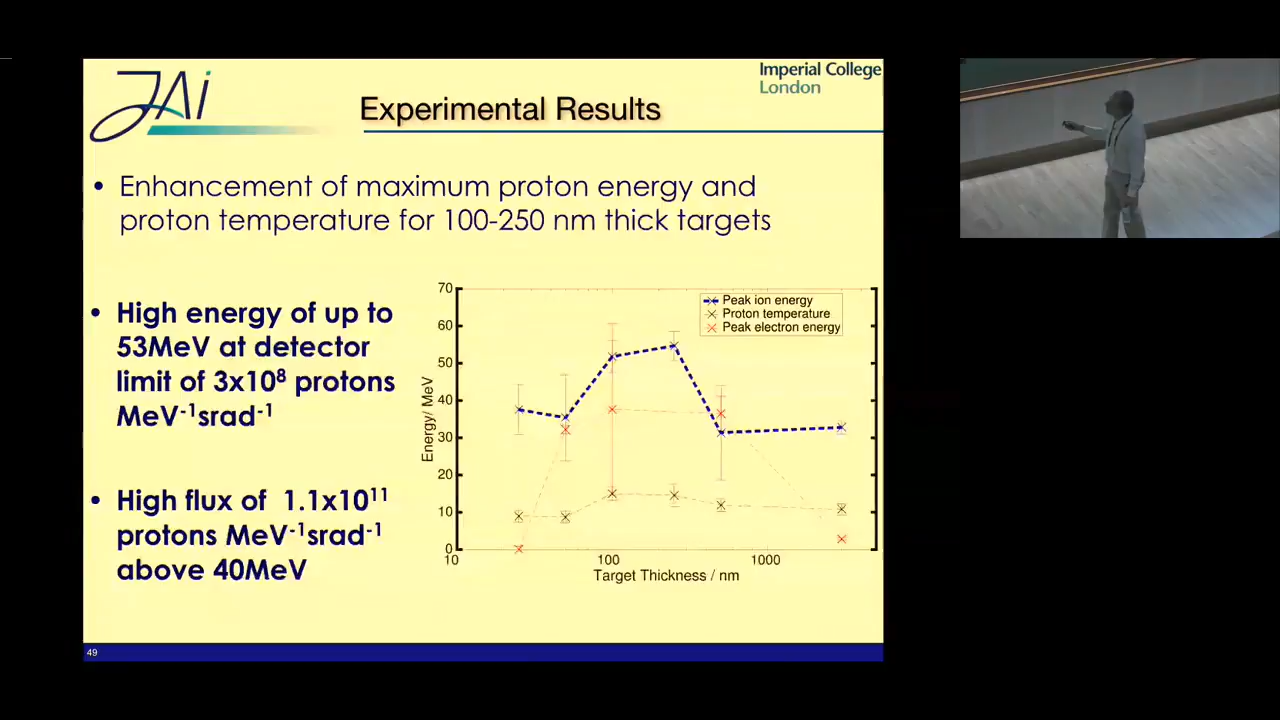 JAi
Imperial College
London
Experimental Results
• Enhancement of maximum proton energy and
proton temperature for 100-250 nm thick targets
• High energy of up to
53MeV at detector
limit of 3x10⁸ protons
MeV⁻¹srad⁻¹
• High flux of 1.1x10¹¹
protons MeV⁻¹srad⁻¹
above 40MeV
Peak ion energy
Proton temperature
Peak electron energy
Energy/ MeV
70
60
50
40
30
20
10
0
10
100
1000
Target Thickness / nm
49